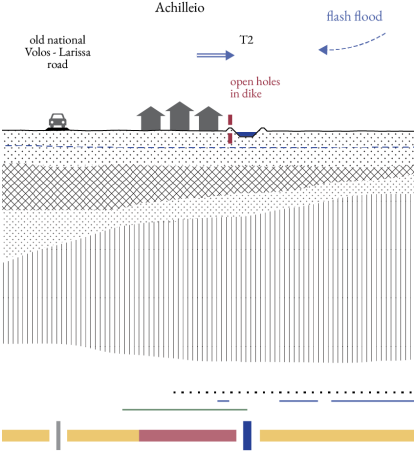 Achilleio
flash flood
old national
Volos - Larissa
road
T2
open holes
in dike